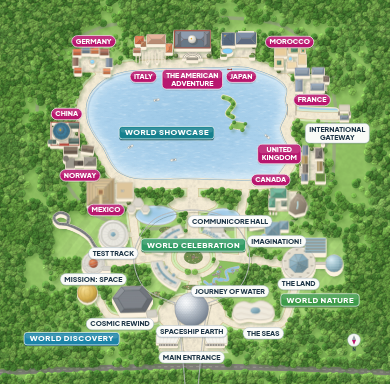 GERMANY
MOROCCO
ITALY
THE AMERICAN
ADVENTURE
JAPAN
FRANCE
CHINA
WORLD SHOWCASE
INTERNATIONAL
GATEWAY
UNITED
KINGDOM
NORWAY
CANADA
MEXICO
COMMUNICORE HALL
WORLD CELEBRATION
IMAGINATION!
TEST TRACK
MISSION: SPACE
THE LAND
JOURNEY OF WATER
WORLD NATURE
COSMIC REWIND
SPACESHIP EARTH
THE SEAS
WORLD DISCOVERY
MAIN ENTRANCE